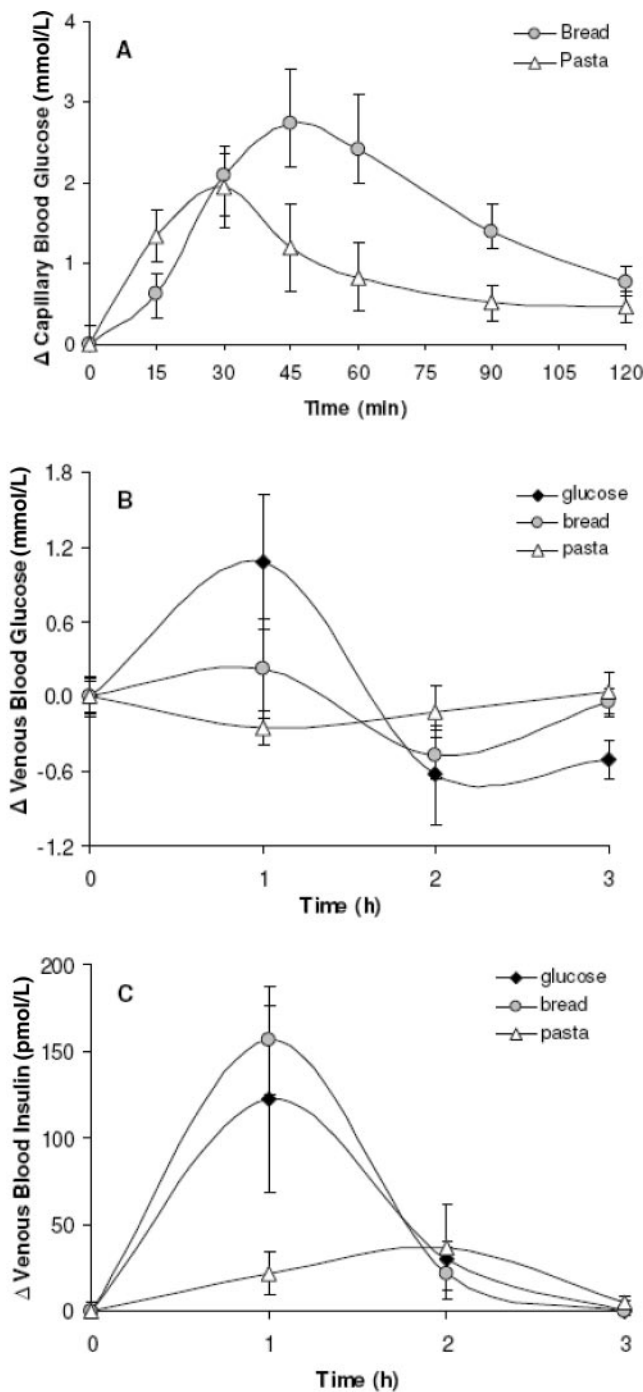 A
Bread
Pasta
Δ Capillary Blood Glucose (mmol/L)
4
3
2
1
0
0 15 30 45 60 75 90 105 120
Time (min)
B
glucose
bread
pasta
Δ Venous Blood Glucose (mmol/L)
1.8
1.2
0.6
0.0
-0.6
-1.2
0 1 2 3
Time (h)
C
glucose
bread
pasta
Δ Venous Blood Insulin (pmol/L)
200
150
100
50
0
0 1 2 3
Time (h)